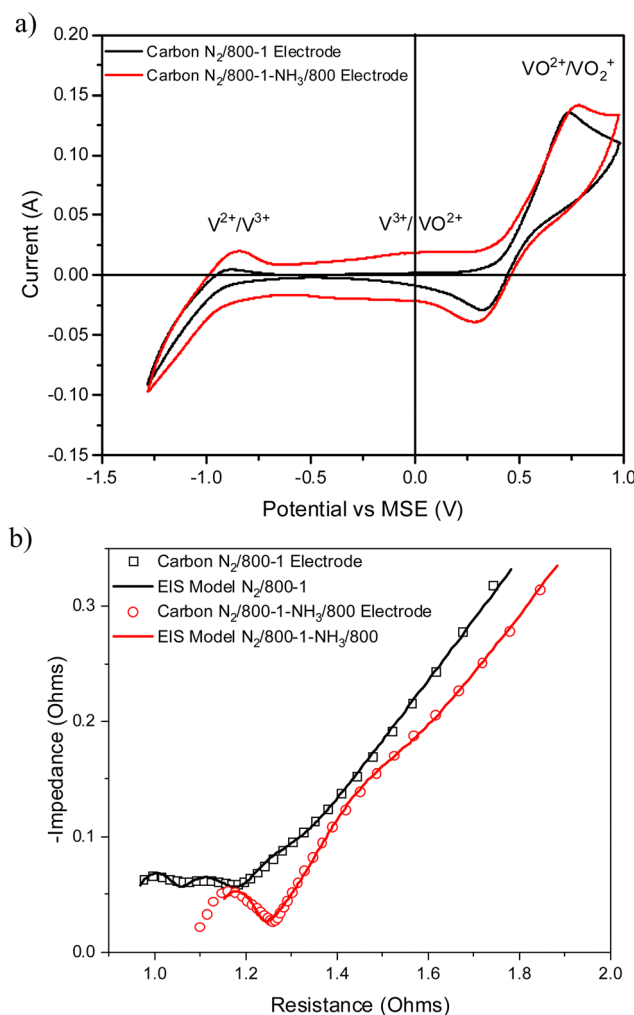 a)
0.20
0.15
0.10
0.05
0.00
-0.05
-0.10
-0.15
Current (A)
Carbon N₂/800-1 Electrode
Carbon N₂/800-1-NH₃/800 Electrode
VO²⁺/VO₂⁺
V²⁺/V³⁺
V³⁺/VO²⁺
-1.5 -1.0 -0.5 0.0 0.5 1.0
Potential vs MSE (V)
b)
Carbon N₂/800-1 Electrode
EIS Model N₂/800-1
Carbon N₂/800-1-NH₃/800 Electrode
EIS Model N₂/800-1-NH₃/800
0.3
0.2
0.1
0.0
-Impedance (Ohms)
1.0 1.2 1.4 1.6 1.8 2.0
Resistance (Ohms)